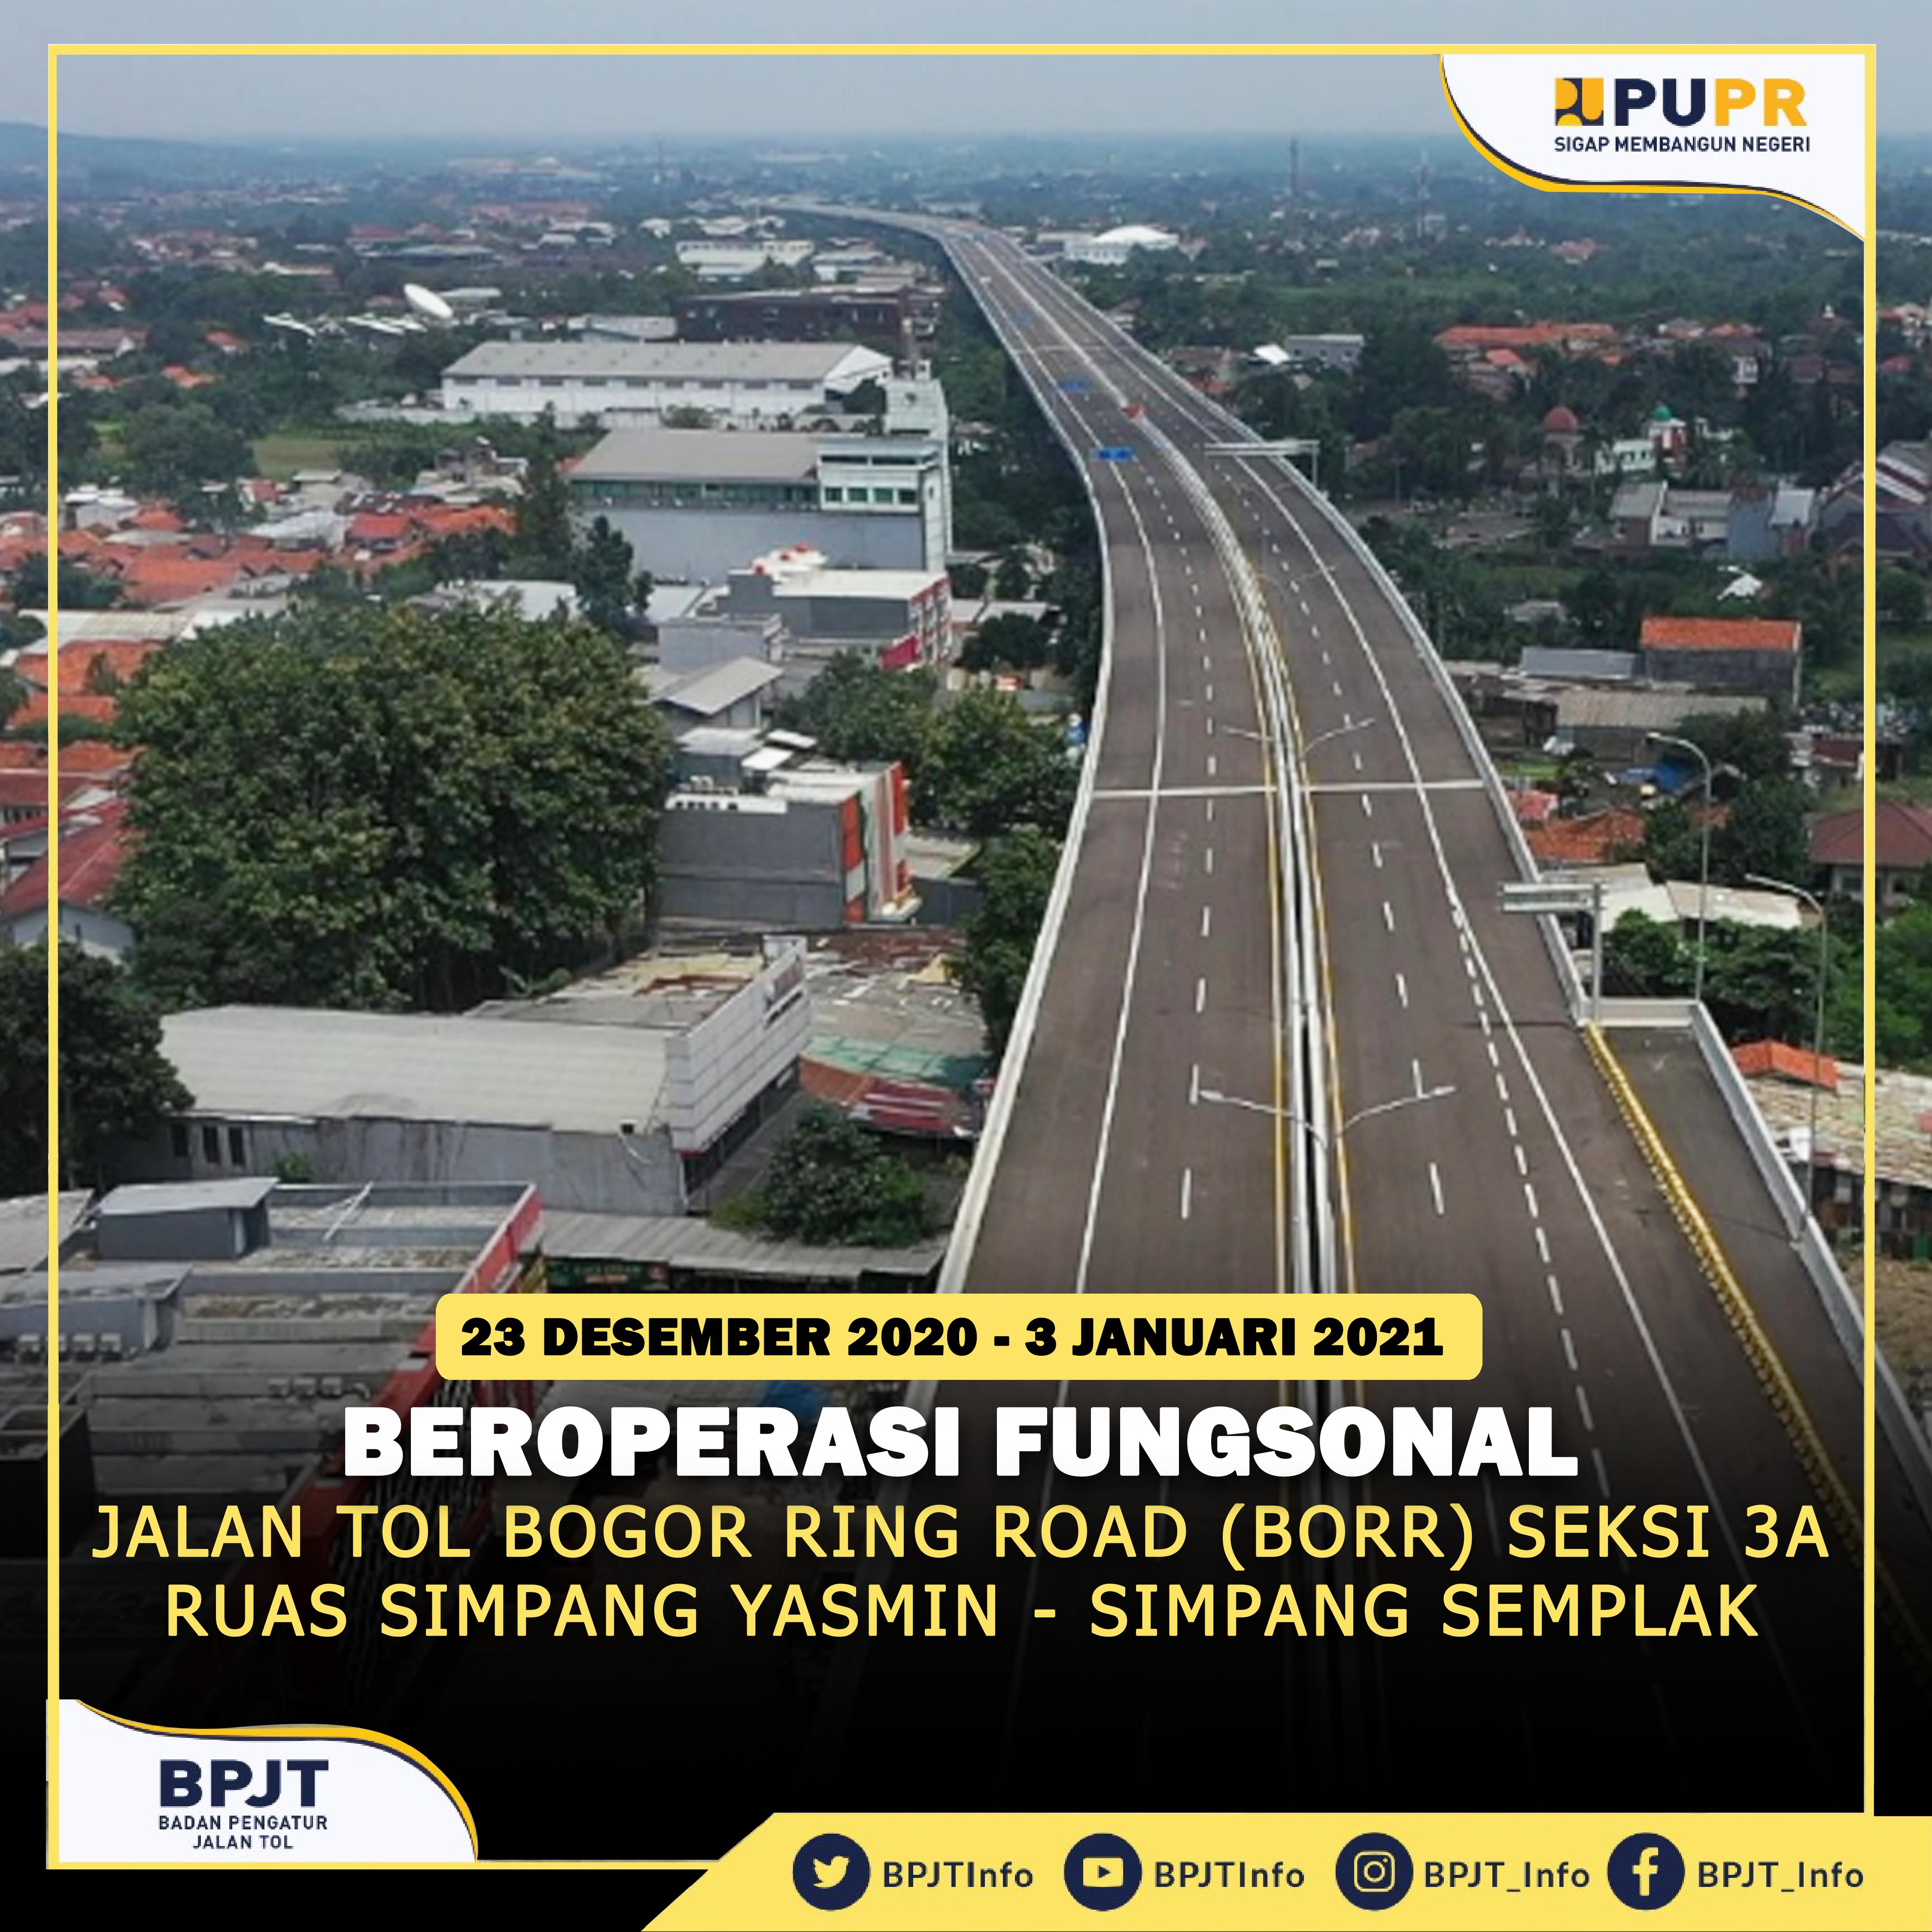 PUPR
SIGAP MEMBANGUN NEGERI
23 DESEMBER 2020 - 3 JANUARI 2021
BEROPERASI FUNGSONAL
JALAN TOL BOGOR RING ROAD (BORR) SEKSI 3A
RUAS SIMPANG YASMIN - SIMPANG SEMPLAK
BPJT
BADAN PENGATUR
JALAN TOL
BPJTInfo BPJTInfo BPJT_Info BPJT_Info